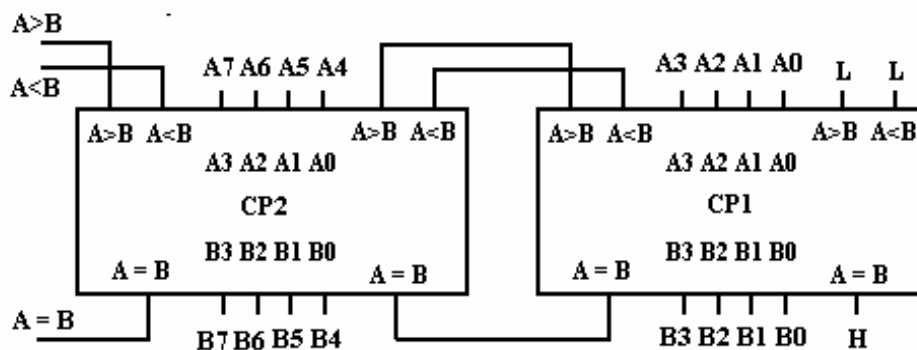 A>B
A<B
A7 A6 A5 A4
A3 A2 A1 A0 L L
A>B A<B A>B A<B
A>B A<B A>B A<B
A3 A2 A1 A0
A3 A2 A1 A0
CP2
CP1
B3 B2 B1 B0
B3 B2 B1 B0
A = B A = B
A = B A = B
A = B
B7 B6 B5 B4
B3 B2 B1 B0 H